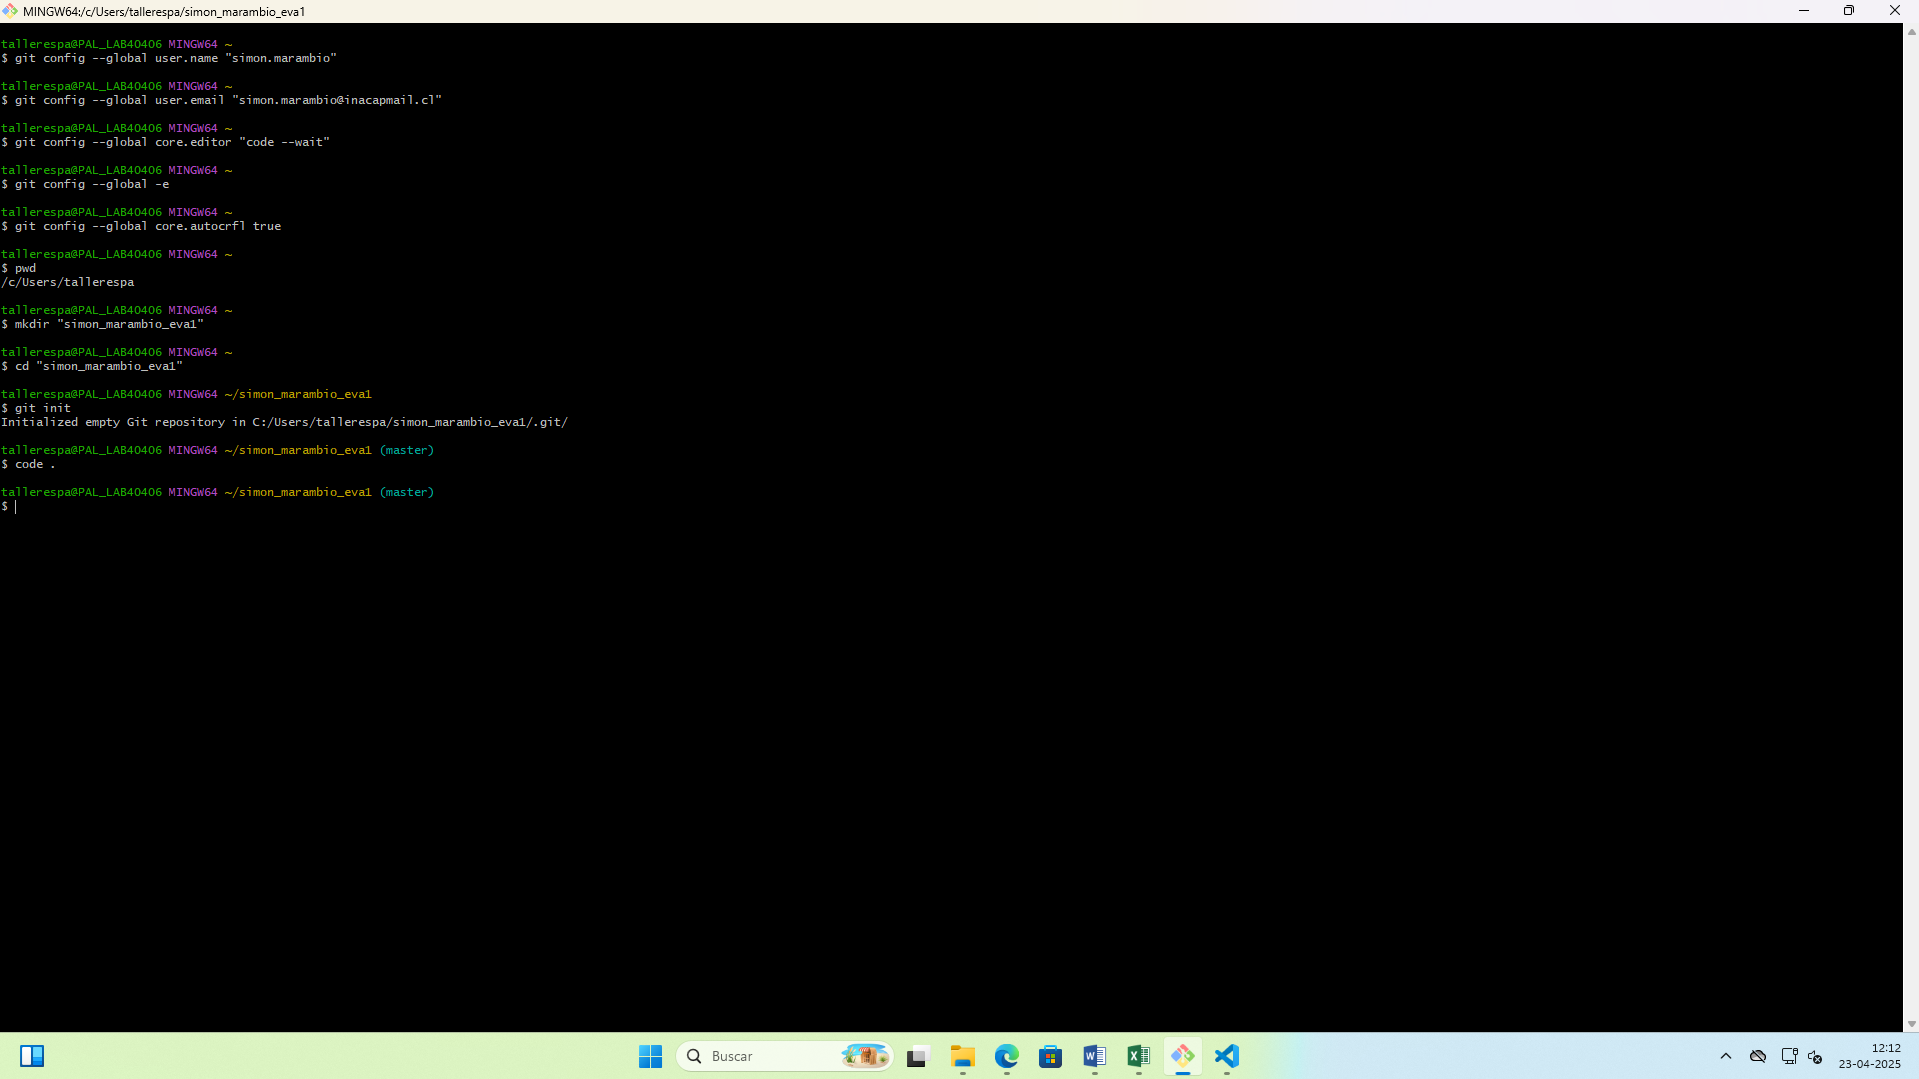 MINGW64:/c/Users/tallerespa/simon_marambio_eva1
tallerespa@PAL_LAB40406 MINGW64 ~
$ git config --global user.name "simon.marambio"
tallerespa@PAL_LAB40406 MINGW64 ~
$ git config --global user.email "simon.marambio@inacapmail.cl"
tallerespa@PAL_LAB40406 MINGW64 ~
$ git config --global core.editor "code --wait"
tallerespa@PAL_LAB40406 MINGW64 ~
$ git config --global -e
tallerespa@PAL_LAB40406 MINGW64 ~
$ git config --global core.autocrfl true
tallerespa@PAL_LAB40406 MINGW64 ~
$ pwd
/c/Users/tallerespa
tallerespa@PAL_LAB40406 MINGW64 ~
$ mkdir "simon_marambio_eva1"
tallerespa@PAL_LAB40406 MINGW64 ~
$ cd "simon_marambio_eva1"
tallerespa@PAL_LAB40406 MINGW64 ~/simon_marambio_eva1
$ git init
Initialized empty Git repository in C:/Users/tallerespa/simon_marambio_eva1/.git/
tallerespa@PAL_LAB40406 MINGW64 ~/simon_marambio_eva1 (master)
$ code .
tallerespa@PAL_LAB40406 MINGW64 ~/simon_marambio_eva1 (master)
$
Buscar
12:12
23-04-2025